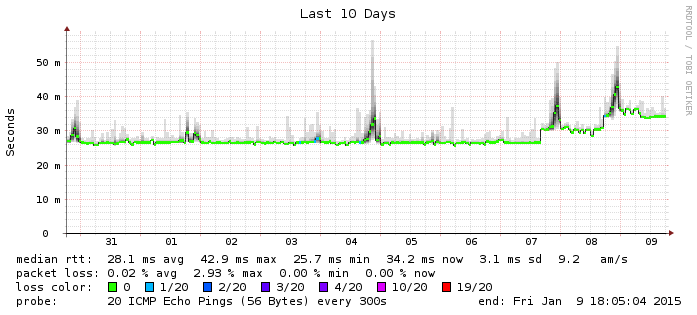 Last 10 Days
RRDTOOL / TOBI OETIKER
Seconds
50 m
40 m
30 m
20 m
10 m
0
31 01 02 03 04 05 06 07 08 09
median rtt: 28.1 ms avg 42.9 ms max 25.7 ms min 34.2 ms now 3.1 ms sd 9.2 am/s
packet loss: 0.02 % avg 2.93 % max 0.00 % min 0.00 % now
loss color: 0 1/20 2/20 3/20 4/20 10/20 19/20
probe: 20 ICMP Echo Pings (56 Bytes) every 300s end: Fri Jan 9 18:05:04 2015